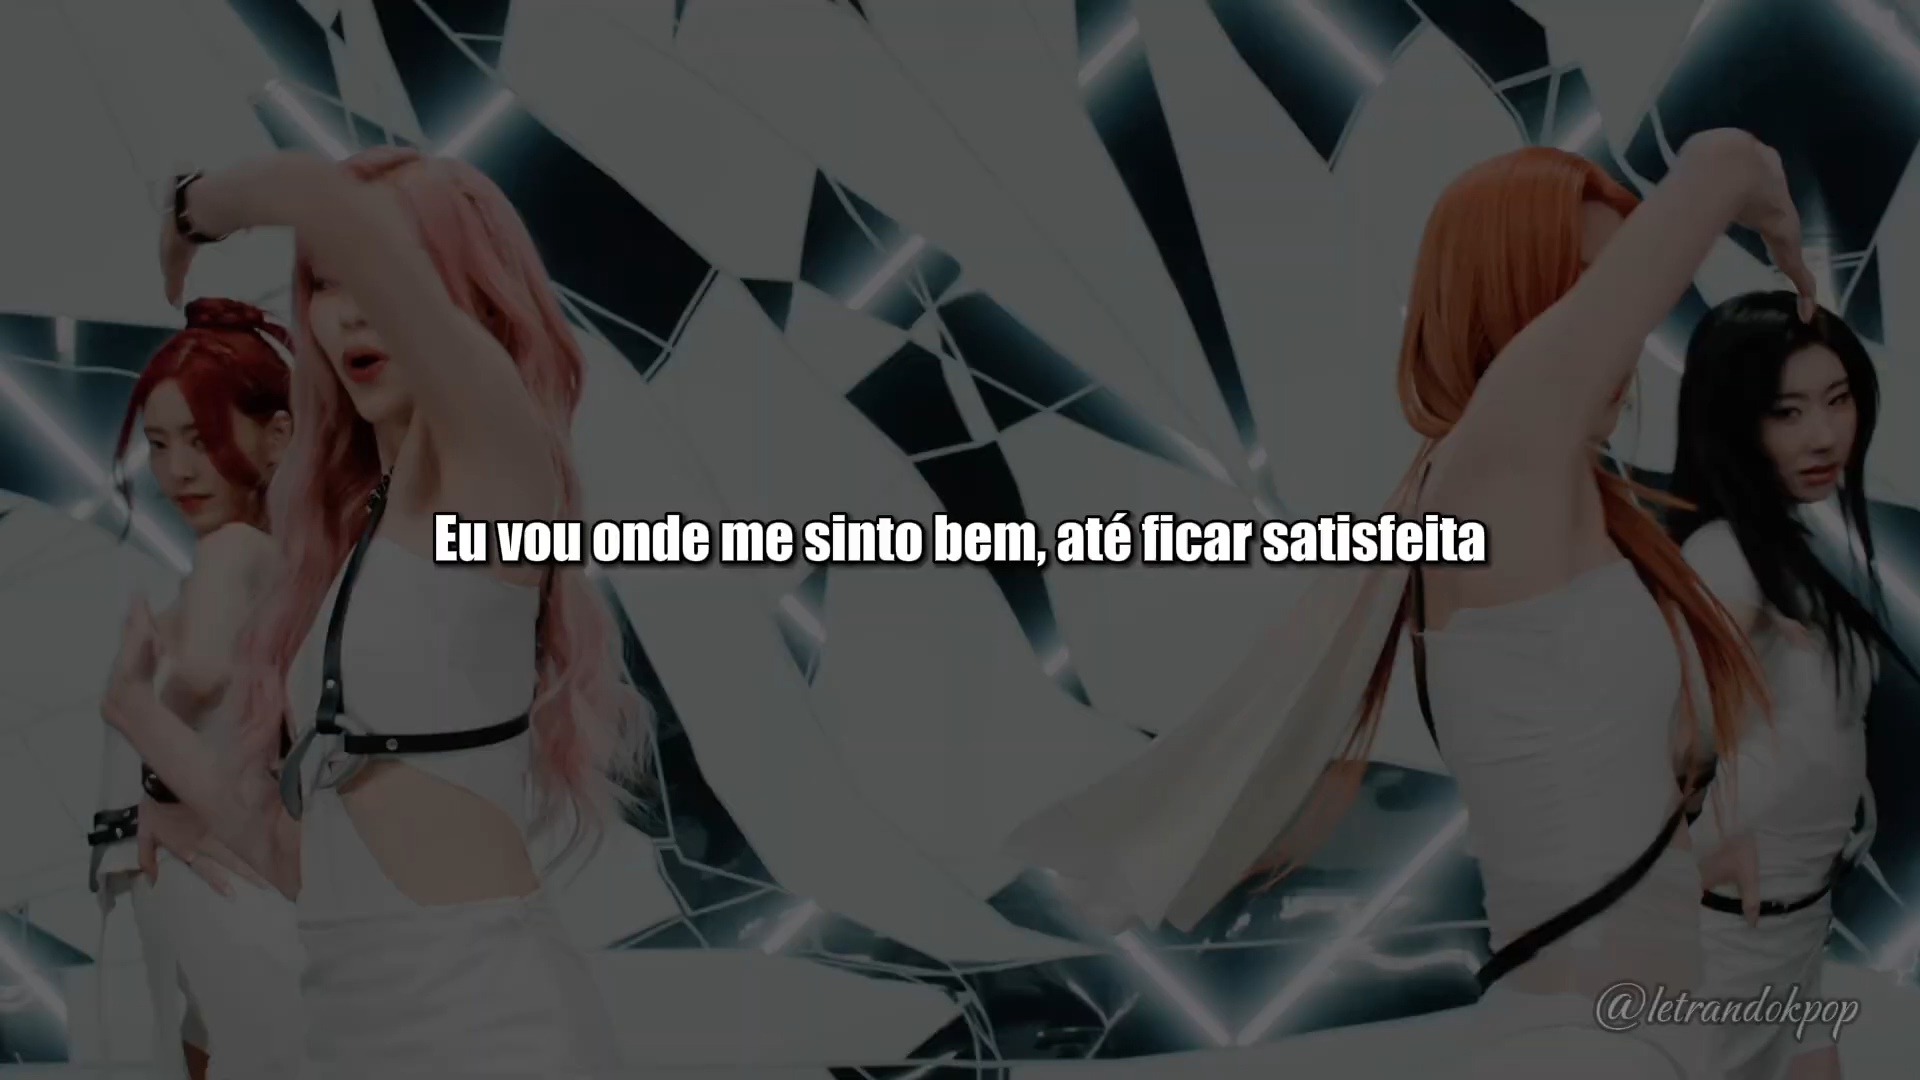 Eu vou onde me sinto bem, até ficar satisfeita
@letrandokpop